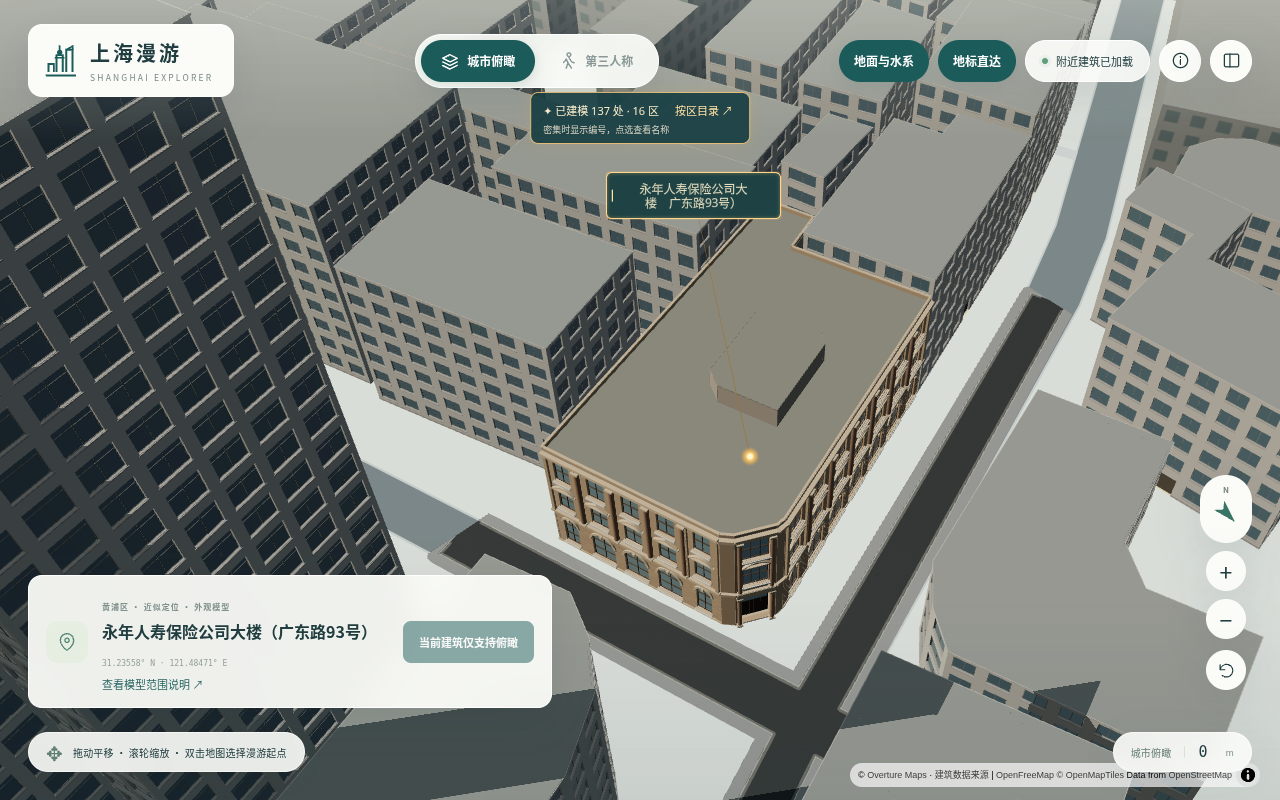 上海漫游
SHANGHAI EXPLORER
城市俯瞰
第三人称
地面与水系
地标直达
附近建筑已加载
✦ 已建模 137 处 · 16 区 按区目录 ↗
密集时显示编号，点选查看名称
永年人寿保险公司大
楼 广东路93号）
N
黄浦区 · 近似定位 · 外观模型
永年人寿保险公司大楼（广东路93号）
31.23558° N · 121.48471° E
查看模型范围说明 ↗
当前建筑仅支持俯瞰
拖动平移 · 滚轮缩放 · 双击地图选择漫游起点
城市俯瞰 0 m
© Overture Maps · 建筑数据来源 | OpenFreeMap © OpenMapTiles Data from OpenStreetMap